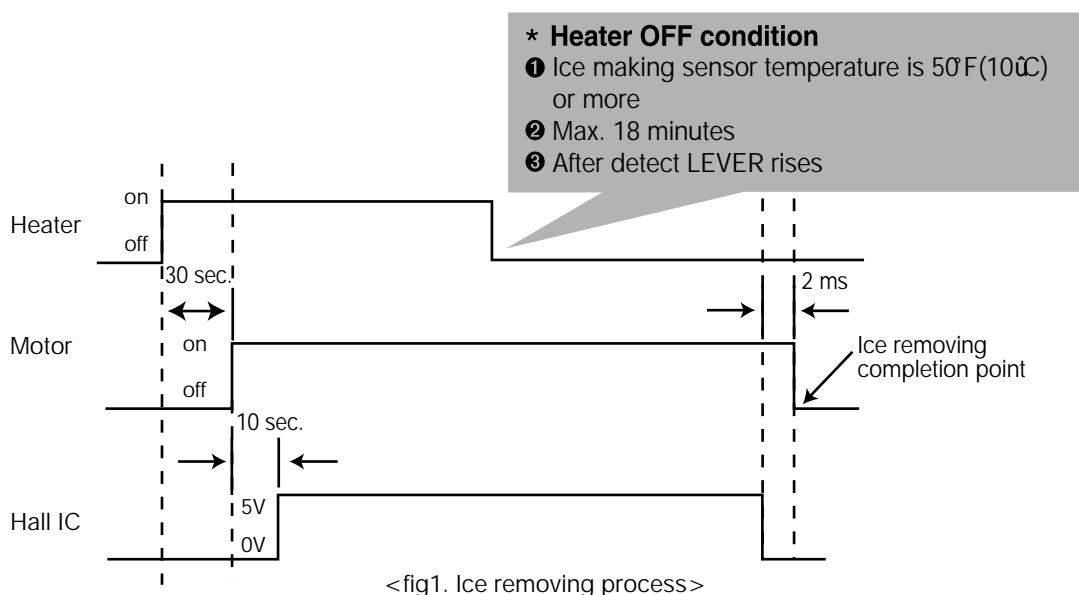 * Heater OFF condition
❶ Ice making sensor temperature is 50°F(10ûC)
or more
❷ Max. 18 minutes
❸ After detect LEVER rises
on
Heater
off
30 sec.
2 ms
Motor
on
Ice removing
completion point
off
10 sec.
5V
Hall IC
0V
<fig1. Ice removing process>